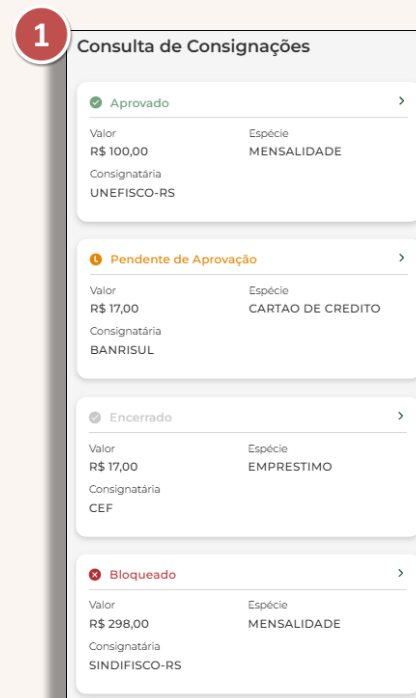 1
Consulta de Consignações
Aprovado
Valor Espécie
R$ 100,00 MENSALIDADE
Consignatária
UNEFISCO-RS
Pendente de Aprovação
Valor Espécie
R$ 17,00 CARTAO DE CREDITO
Consignatária
BANRISUL
Encerrado
Valor Espécie
R$ 17,00 EMPRESTIMO
Consignatária
CEF
Bloqueado
Valor Espécie
R$ 298,00 MENSALIDADE
Consignatária
SINDIFISCO-RS